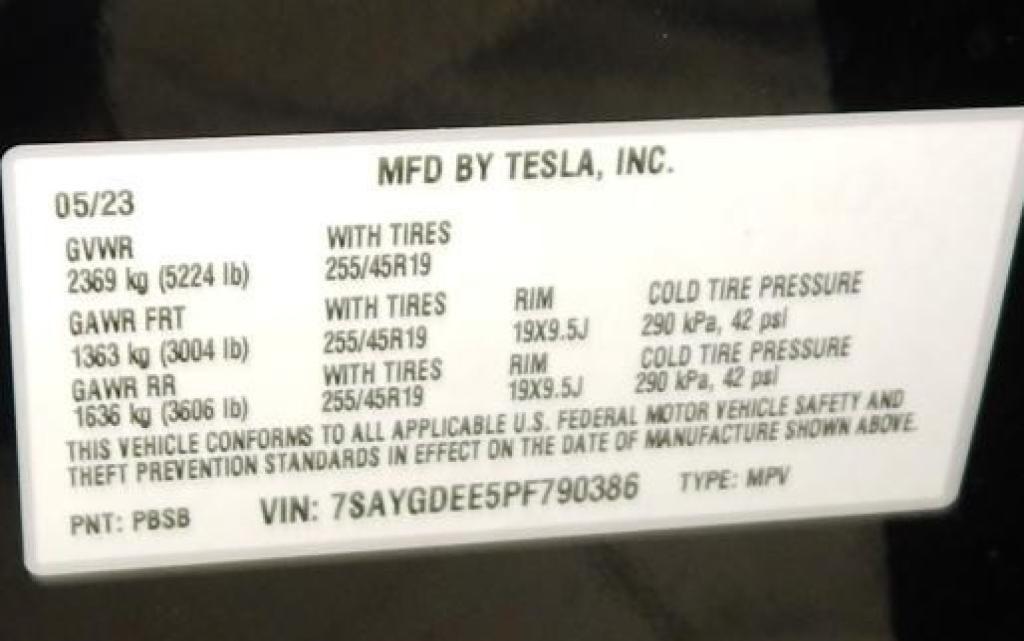 MFD BY TESLA, INC.
05/23
GVWR WITH TIRES
2369 kg (5224 lb) 255/45R19
GAWR FRT WITH TIRES RIM COLD TIRE PRESSURE
1363 kg (3004 lb) 255/45R19 19X9.5J 290 kPa, 42 psi
GAWR RR WITH TIRES RIM COLD TIRE PRESSURE
1636 kg (3606 lb) 255/45R19 19X9.5J 290 kPa, 42 psi
THIS VEHICLE CONFORMS TO ALL APPLICABLE U.S. FEDERAL MOTOR VEHICLE SAFETY AND
THEFT PREVENTION STANDARDS IN EFFECT ON THE DATE OF MANUFACTURE SHOWN ABOVE.
PNT: PBSB VIN: 7SAYGDEE5PF790386 TYPE: MPV